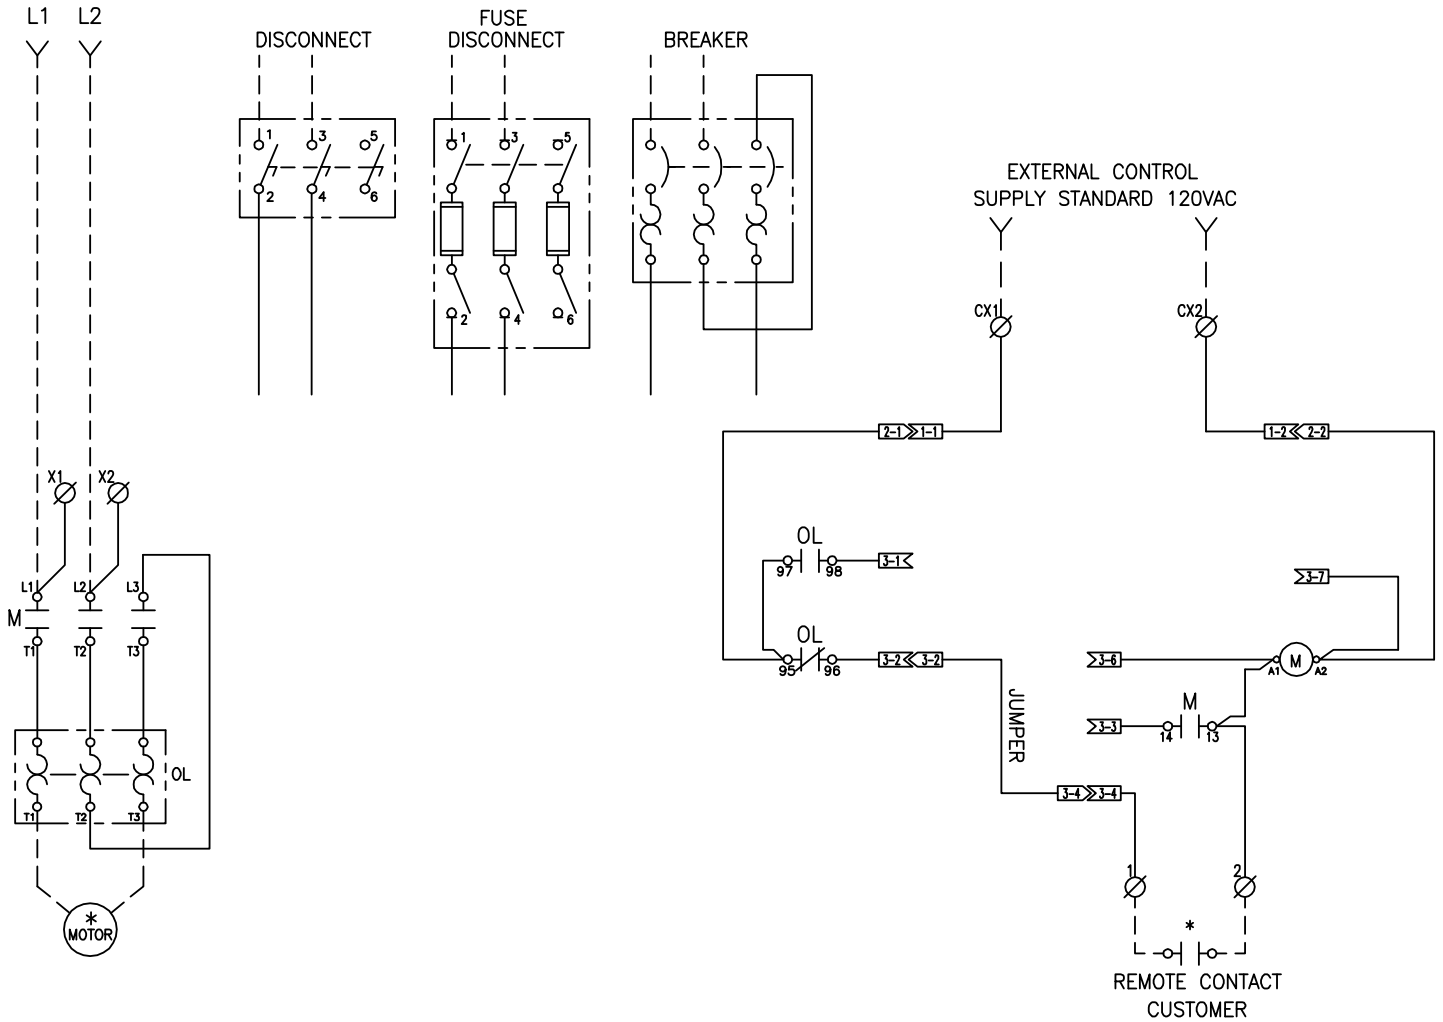 L1 L2
DISCONNECT
FUSE
DISCONNECT
BREAKER
1 3 5
2 4 6
1 3 5
2 4 6
EXTERNAL CONTROL
SUPPLY STANDARD 120VAC
CX1 CX2
2-1 1-1
1-2 2-2
X1 X2
OL
97 98 3-1
3-7
L1 L2 L3
M
T1 T2 T3
OL
95 96
3-2 3-2
3-6
A1 M A2
JUMPER
M
3-3 14 13
OL
T1 T2 T3
3-4 3-4
1 2
*
MOTOR
*
REMOTE CONTACT
CUSTOMER